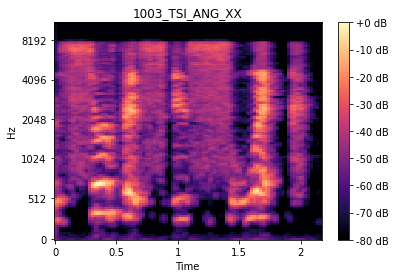 1003_TSI_ANG_XX
Hz
8192
4096
2048
1024
512
0
0
0.5
1
1.5
2
Time
+0 dB
-10 dB
-20 dB
-30 dB
-40 dB
-50 dB
-60 dB
-70 dB
-80 dB